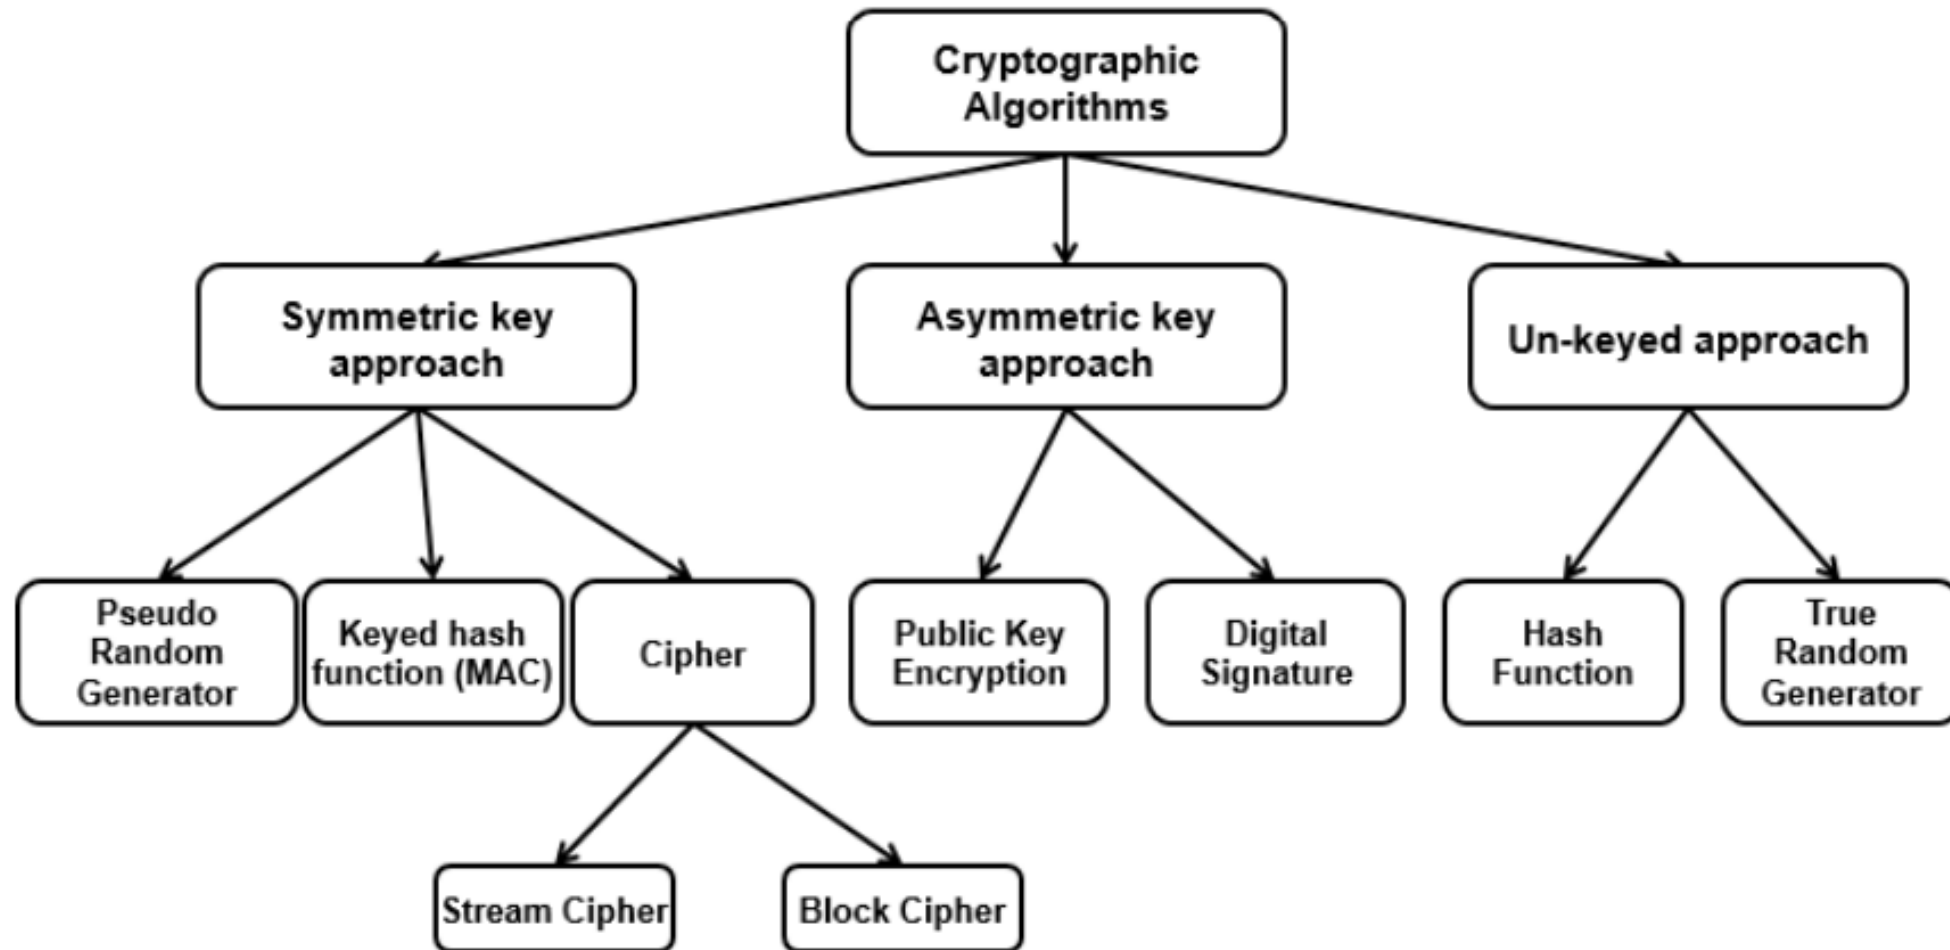 Cryptographic
Algorithms
Symmetric key
approach
Asymmetric key
approach
Un-keyed approach
Pseudo
Random
Generator
Keyed hash
function (MAC)
Cipher
Public Key
Encryption
Digital
Signature
Hash
Function
True
Random
Generator
Stream Cipher
Block Cipher